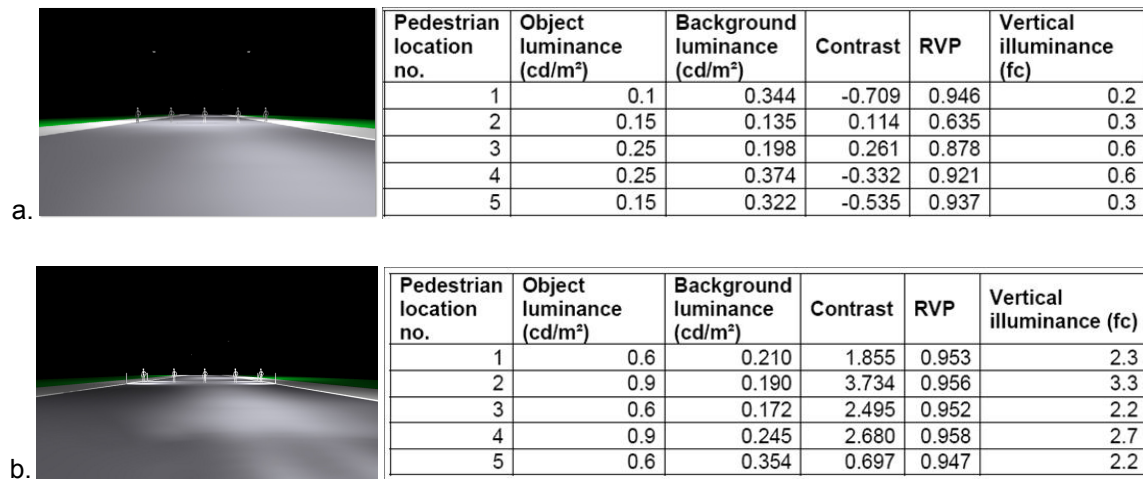 Pedestrian location no. Object luminance (cd/m²) Background luminance (cd/m²) Contrast RVP Vertical illuminance (fc)
1 0.1 0.344 -0.709 0.946 0.2
2 0.15 0.135 0.114 0.635 0.3
3 0.25 0.198 0.261 0.878 0.6
4 0.25 0.374 -0.332 0.921 0.6
5 0.15 0.322 -0.535 0.937 0.3
a.
Pedestrian location no. Object luminance (cd/m²) Background luminance (cd/m²) Contrast RVP Vertical illuminance (fc)
1 0.6 0.210 1.855 0.953 2.3
2 0.9 0.190 3.734 0.956 3.3
3 0.6 0.172 2.495 0.952 2.2
4 0.9 0.245 2.680 0.958 2.7
5 0.6 0.354 0.697 0.947 2.2
b.